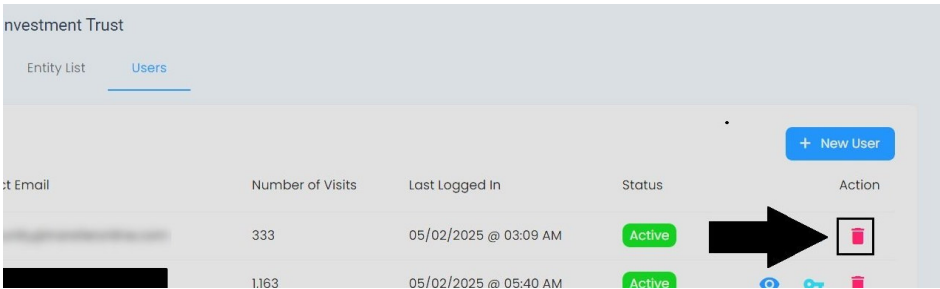 nvestment Trust
Entity List Users
+ New User
ct Email Number of Visits Last Logged In Status Action
333 05/02/2025 @ 03:09 AM Active
1,163 05/02/2025 @ 05:40 AM Active